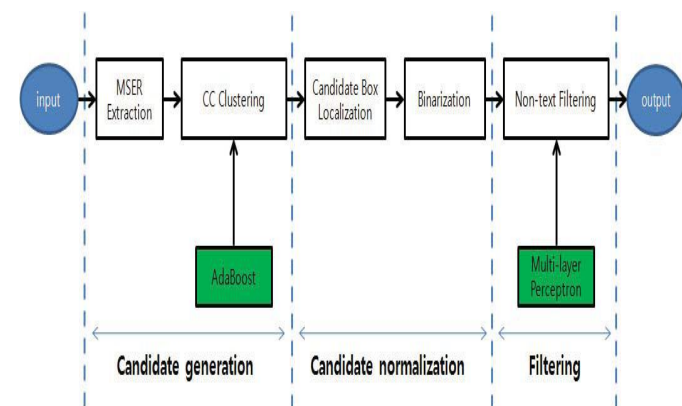 input
MSER
Extraction
CC Clustering
Candidate Box
Localization
Binarization
Non-text Filtering
output
AdaBoost
Multi-layer
Perceptron
Candidate generation
Candidate normalization
Filtering